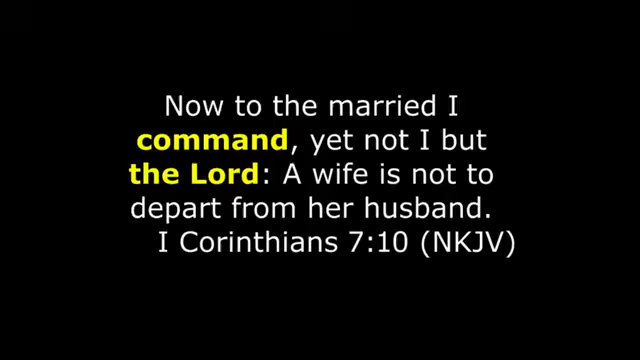 Now to the married I
command, yet not I but
the Lord: A wife is not to
depart from her husband.
I Corinthians 7:10 (NKJV)